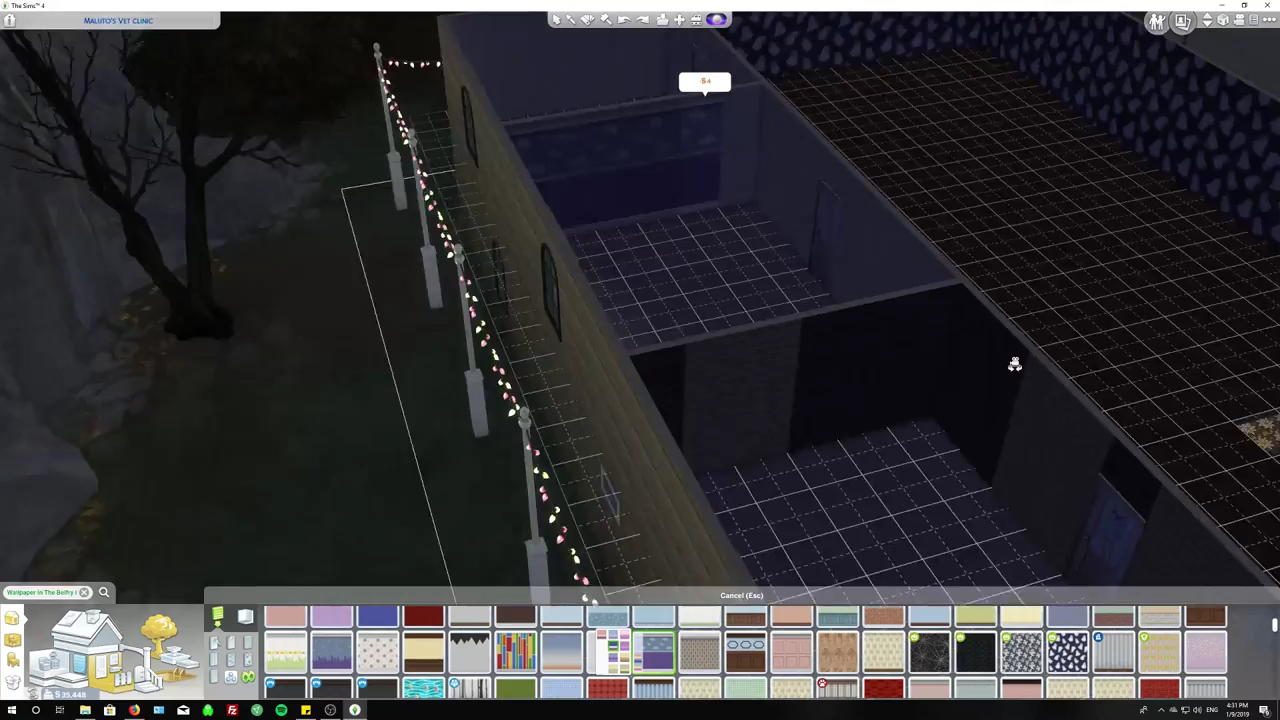 The Sims™ 4
Maluto's Vet clinic
-§4
Wallpaper In The Belfry I
Cancel (Esc)
§ 35,448
ENG
4:31 PM
1/9/2019